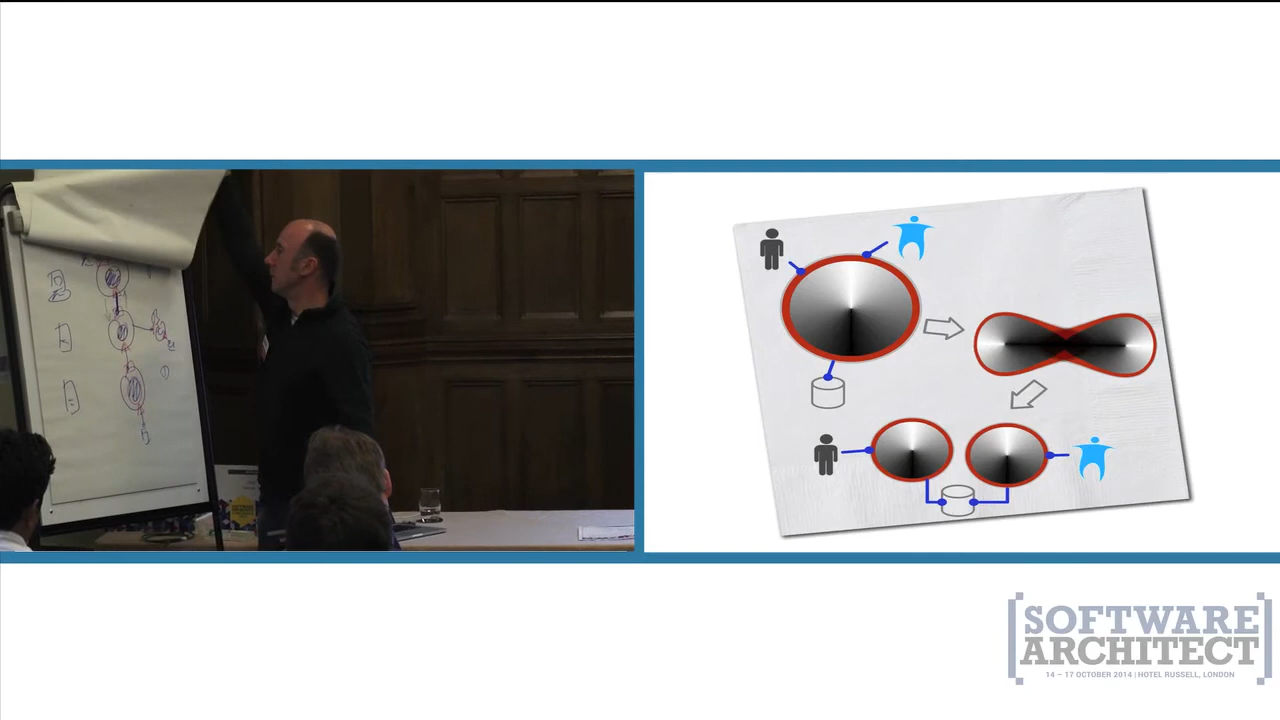 SOFTWARE
ARCHITECT
14 – 17 OCTOBER 2014 | HOTEL RUSSELL, LONDON